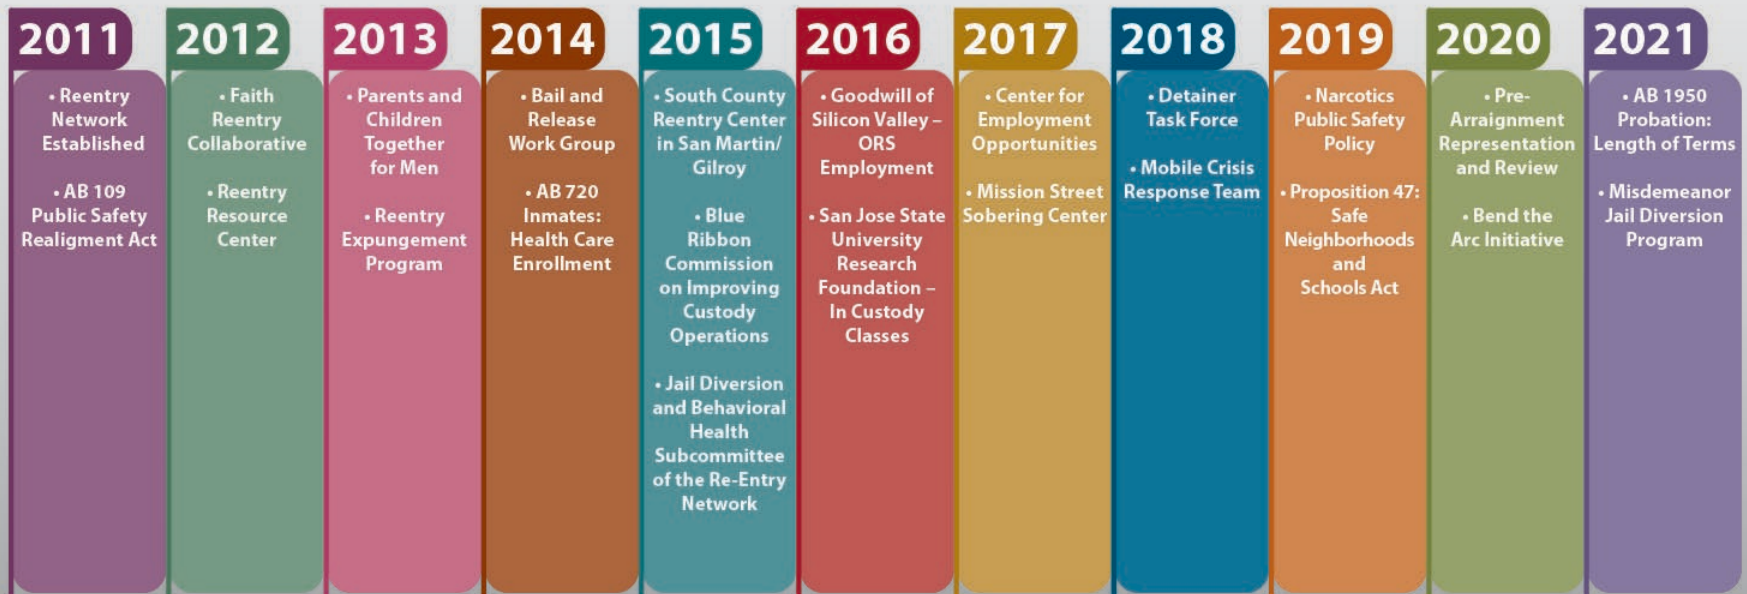 2011
• Reentry
Network
Established
• AB 109
Public Safety
Realigment Act
2012
• Faith
Reentry
Collaborative
• Reentry
Resource
Center
2013
• Parents and
Children
Together
for Men
• Reentry
Expungement
Program
2014
• Bail and
Release
Work Group
• AB 720
Inmates:
Health Care
Enrollment
2015
• South County
Reentry Center
in San Martin/
Gilroy
• Blue
Ribbon
Commission
on Improving
Custody
Operations
• Jail Diversion
and Behavioral
Health
Subcommittee
of the Re-Entry
Network
2016
• Goodwill of
Silicon Valley –
ORS
Employment
• San Jose State
University
Research
Foundation –
In Custody
Classes
2017
• Center for
Employment
Opportunities
• Mission Street
Sobering Center
2018
• Detainer
Task Force
• Mobile Crisis
Response Team
2019
• Narcotics
Public Safety
Policy
• Proposition 47:
Safe
Neighborhoods
and
Schools Act
2020
• Pre-
Arraignment
Representation
and Review
• Bend the
Arc Initiative
2021
• AB 1950
Probation:
Length of Terms
• Misdemeanor
Jail Diversion
Program